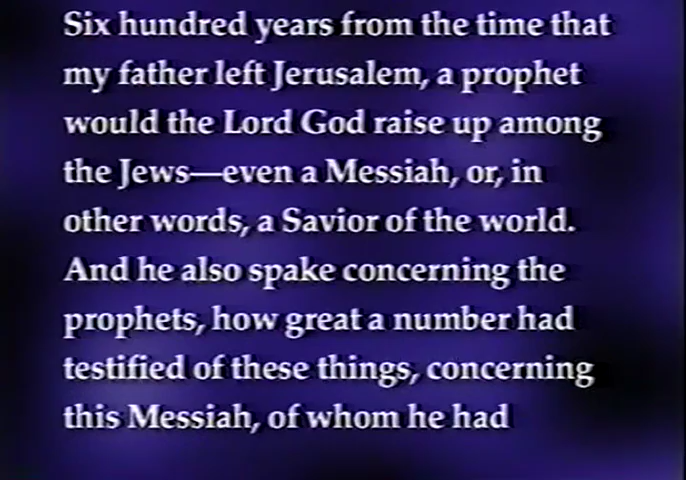 Six hundred years from the time that
my father left Jerusalem, a prophet
would the Lord God raise up among
the Jews—even a Messiah, or, in
other words, a Savior of the world.
And he also spake concerning the
prophets, how great a number had
testified of these things, concerning
this Messiah, of whom he had